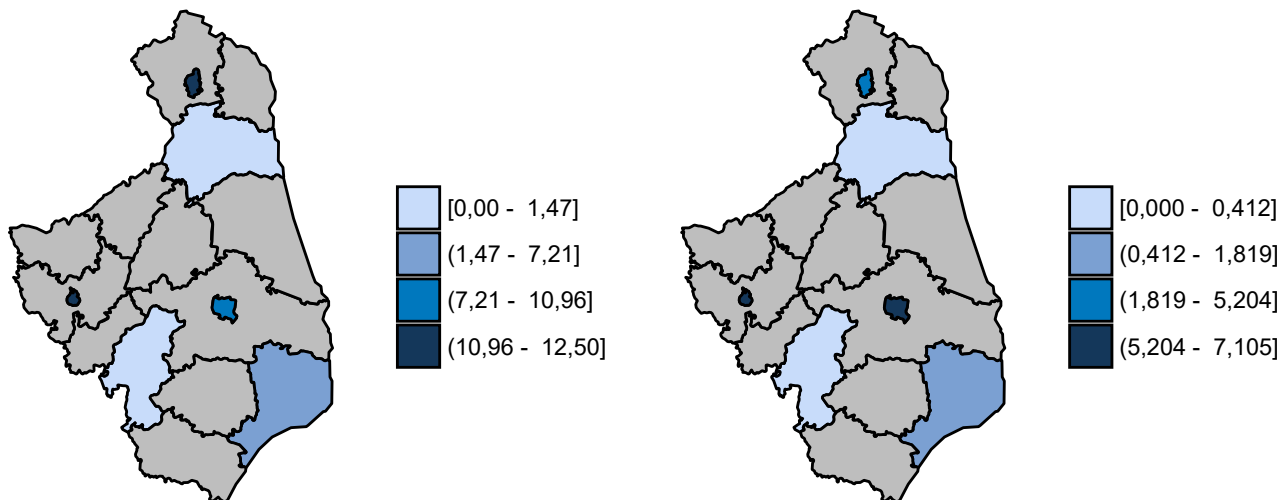 [0,00 - 1,47]
(1,47 - 7,21]
(7,21 - 10,96]
(10,96 - 12,50]
[0,000 - 0,412]
(0,412 - 1,819]
(1,819 - 5,204]
(5,204 - 7,105]